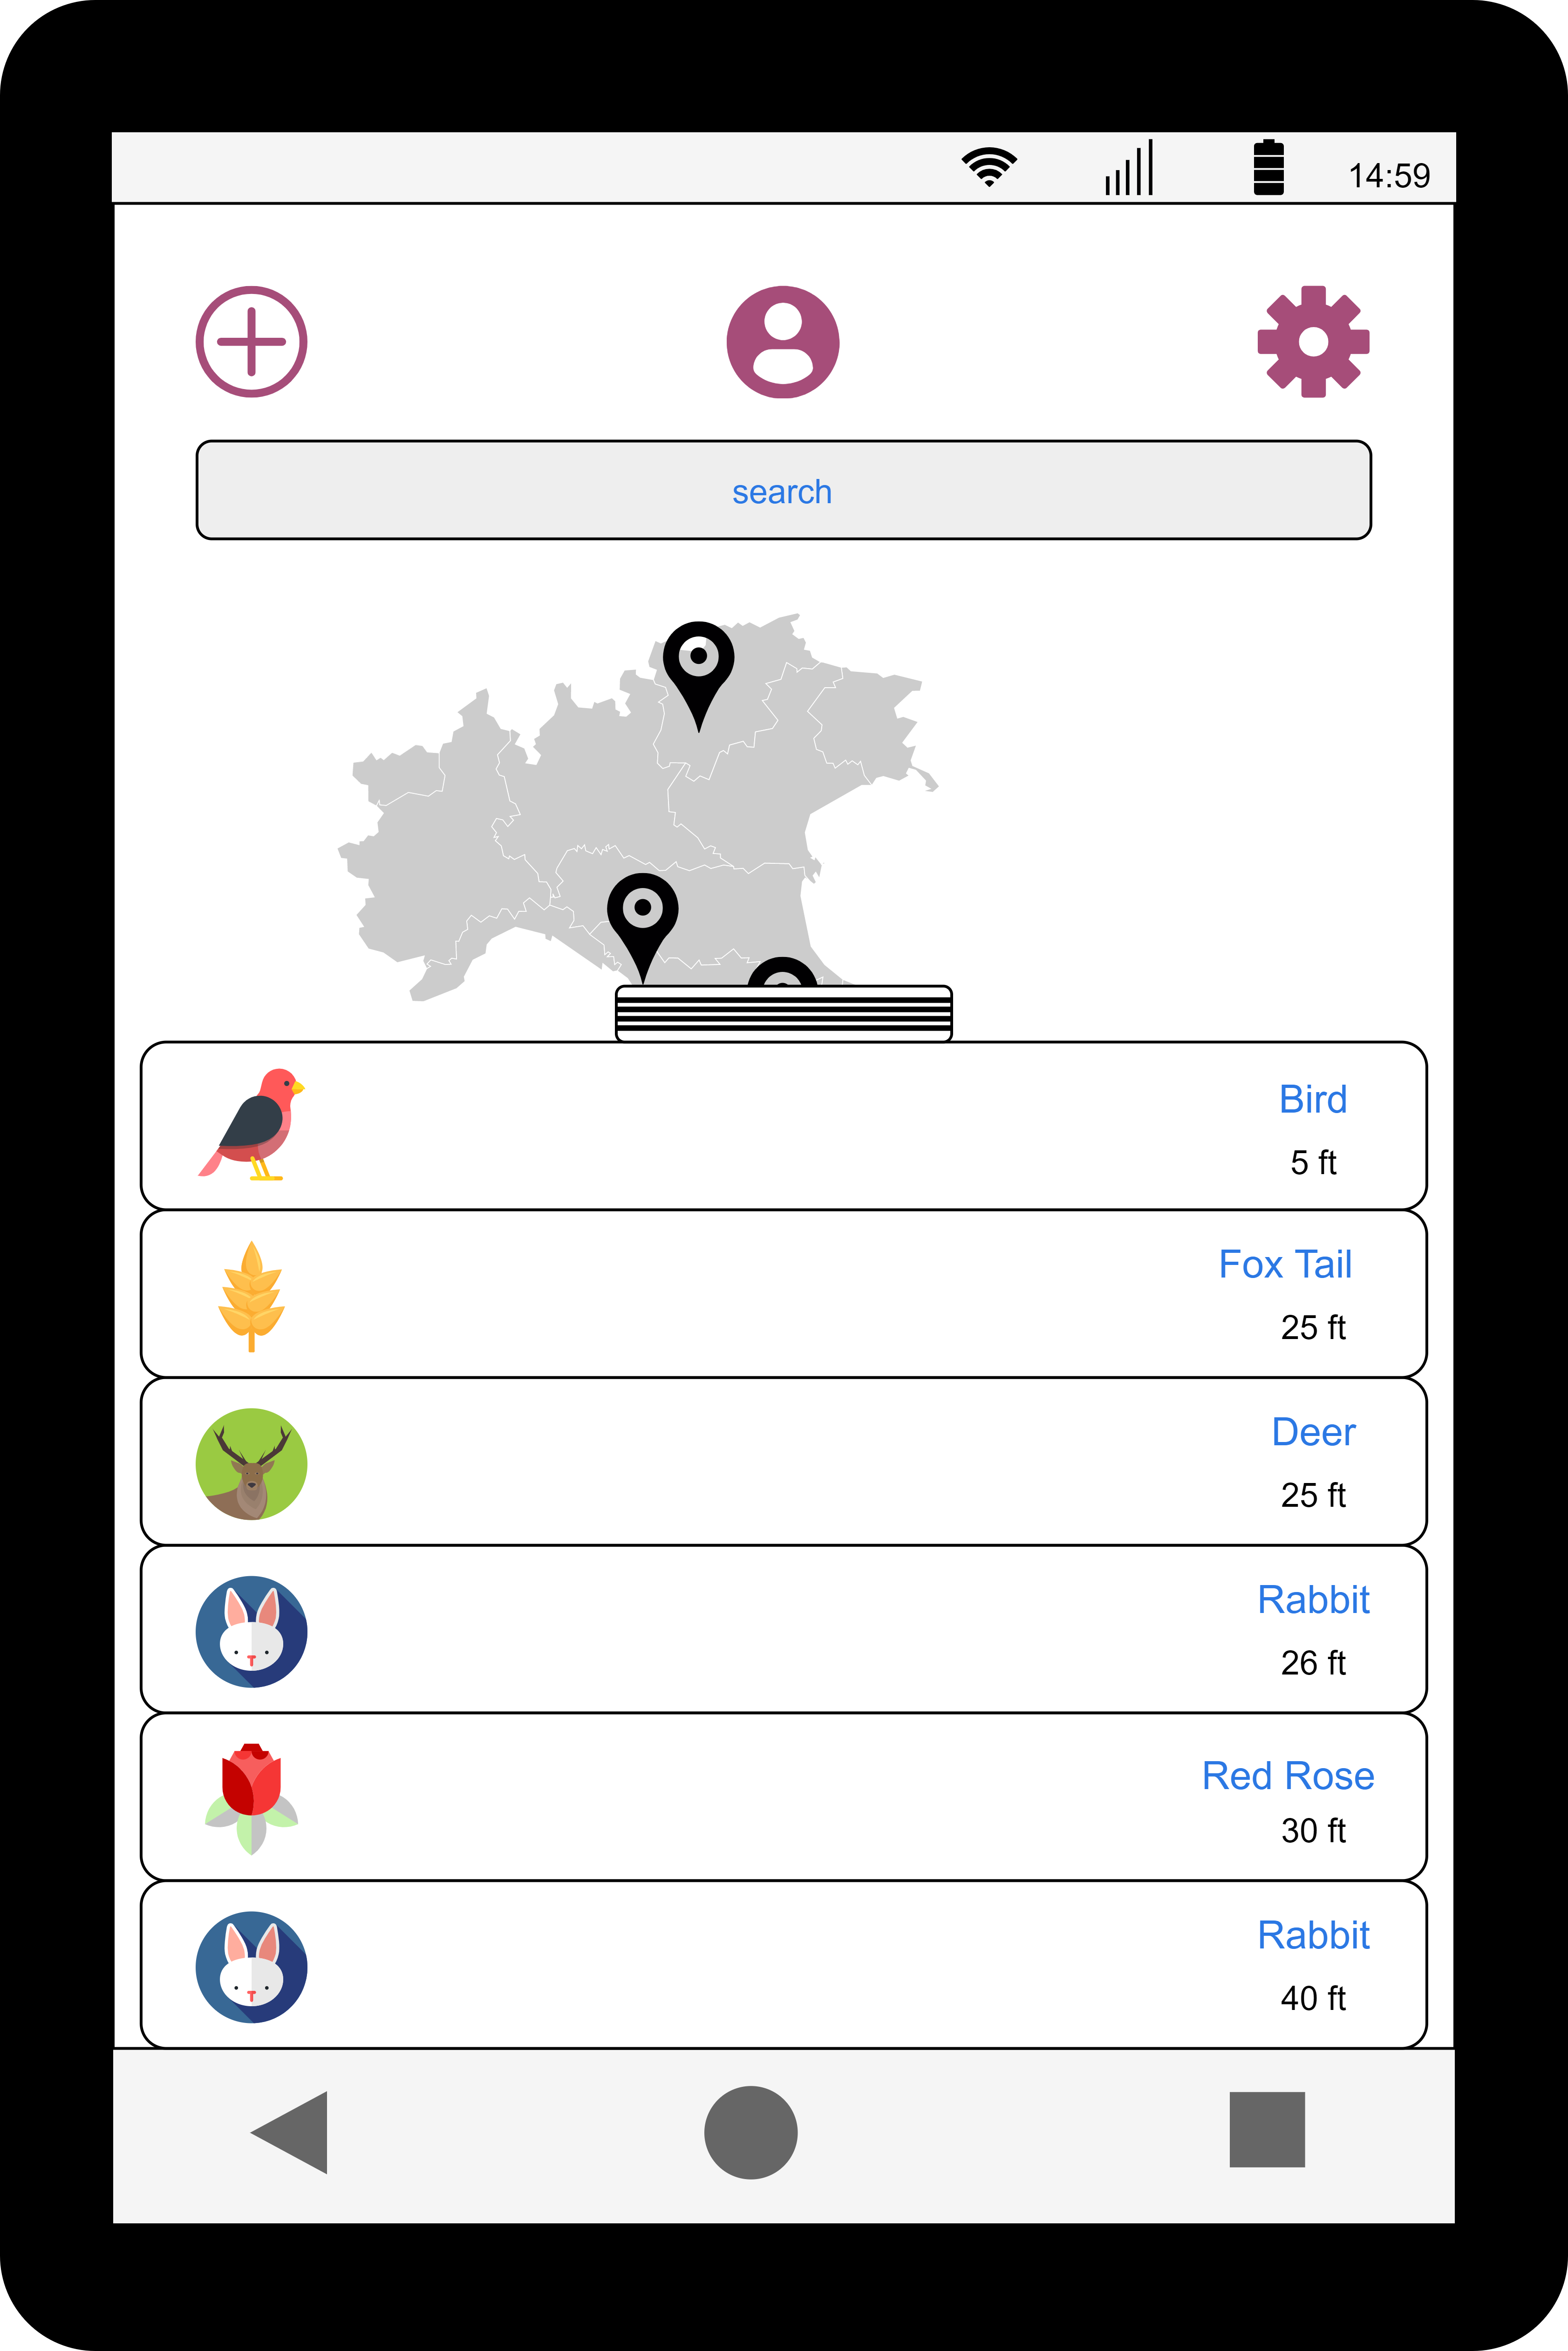 14:59
search
Bird
5 ft
Fox Tail
25 ft
Deer
25 ft
Rabbit
26 ft
Red Rose
30 ft
Rabbit
40 ft